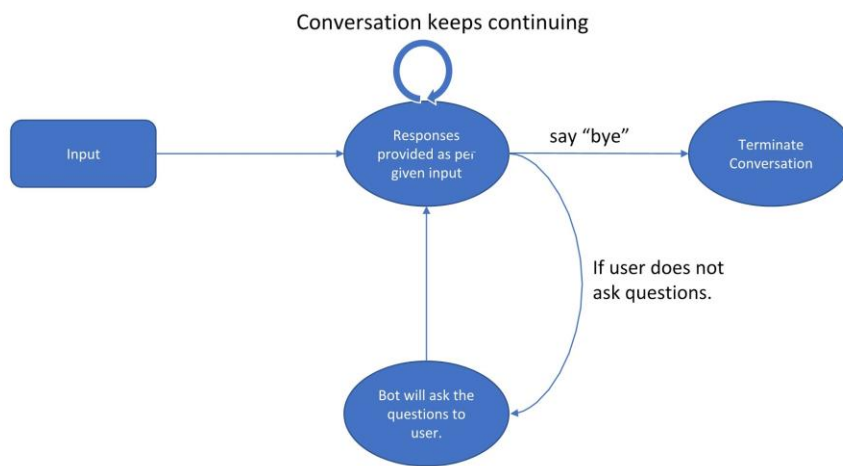 Conversation keeps continuing
Input
Responses
provided as per
given input
say “bye”
Terminate
Conversation
If user does not
ask questions.
Bot will ask the
questions to
user.